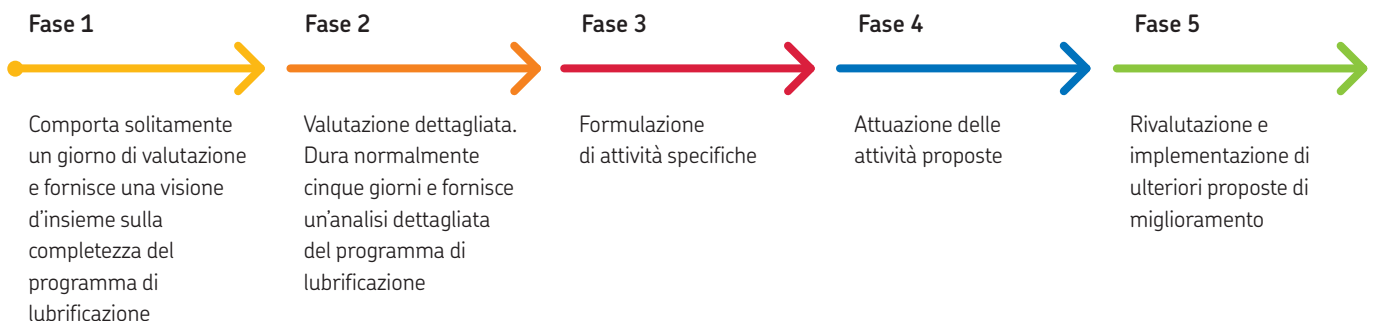 Fase 1
Comporta solitamente
un giorno di valutazione
e fornisce una visione
d'insieme sulla
completezza del
programma di
lubrificazione
Fase 2
Valutazione dettagliata.
Dura normalmente
cinque giorni e fornisce
un'analisi dettagliata
del programma di
lubrificazione
Fase 3
Formulazione
di attività specifiche
Fase 4
Attuazione delle
attività proposte
Fase 5
Rivalutazione e
implementazione di
ulteriori proposte di
miglioramento